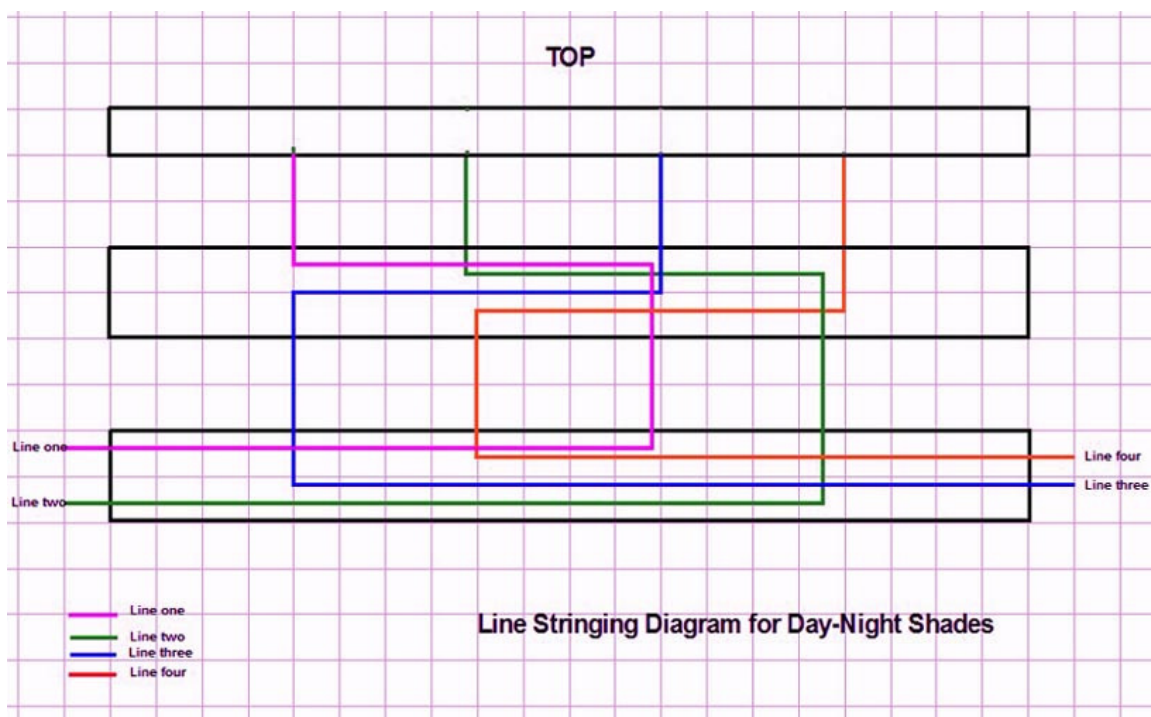 TOP
Line one
Line four
Line three
Line two
Line one
Line two
Line three
Line four
Line Stringing Diagram for Day-Night Shades